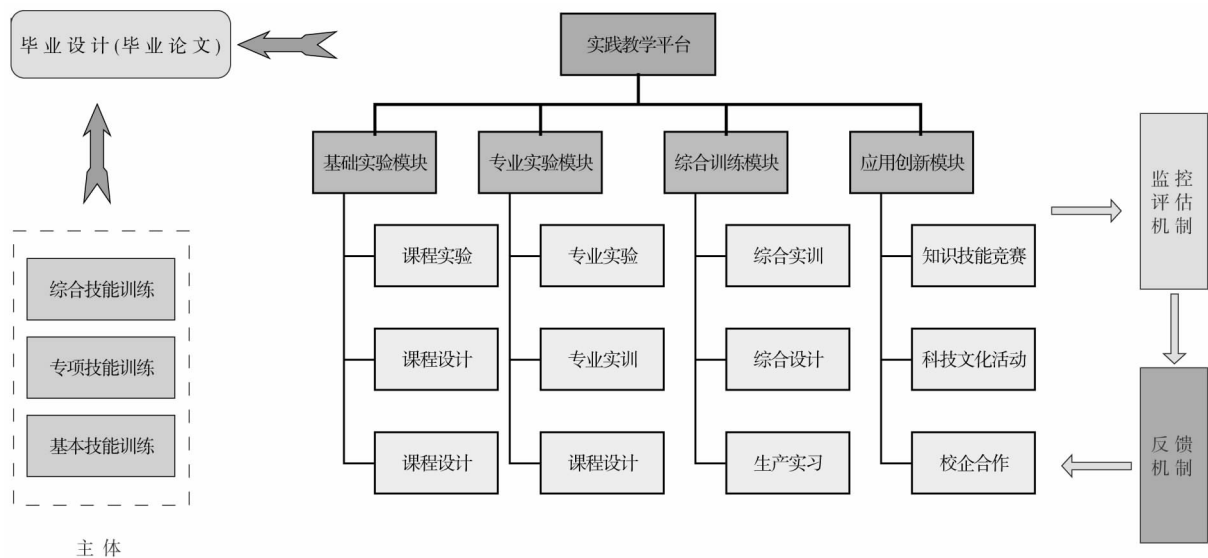 毕业设计(毕业论文)
实践教学平台
基础实验模块
专业实验模块
综合训练模块
应用创新模块
监控
评估
机制
课程实验
专业实验
综合实训
知识技能竞赛
综合技能训练
专项技能训练
基本技能训练
课程设计
专业实训
综合设计
科技文化活动
课程设计
课程设计
生产实习
校企合作
反馈
机制
主体